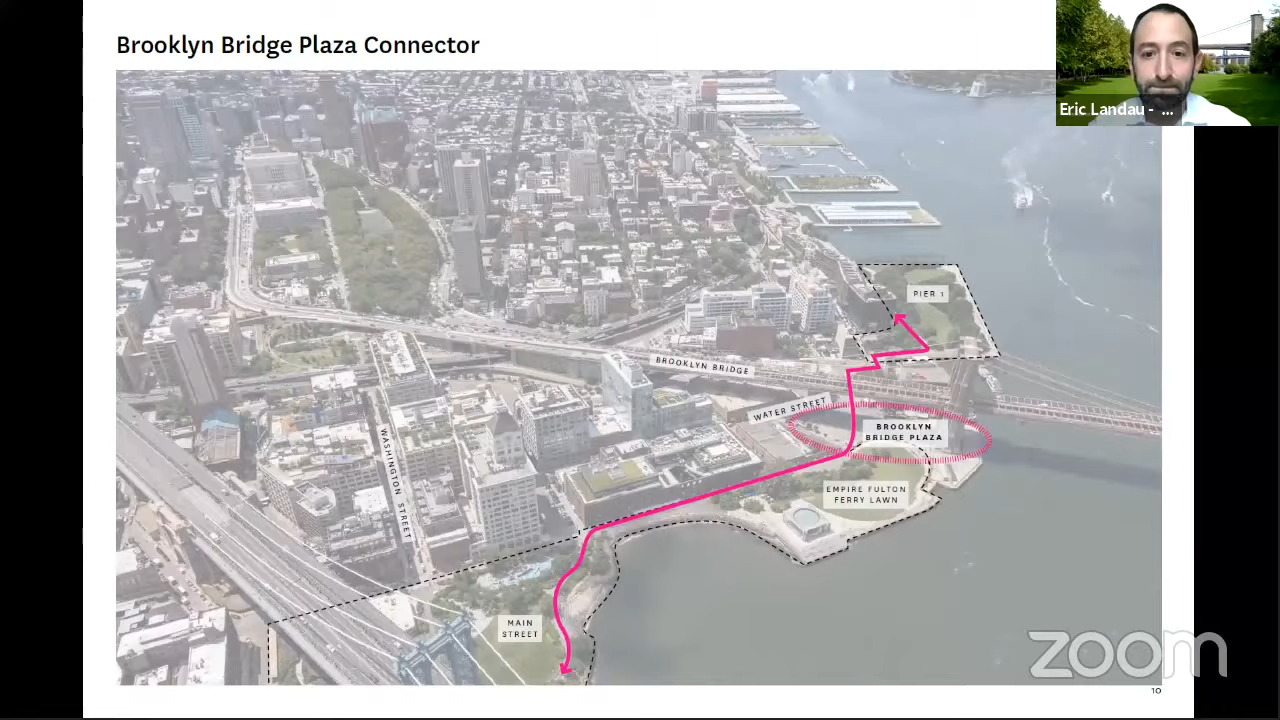 Brooklyn Bridge Plaza Connector
Eric Landau - ...
PIER 1
BROOKLYN BRIDGE
WATER STREET
BROOKLYN
BRIDGE PLAZA
WASHINGTON STREET
EMPIRE FULTON
FERRY LAWN
MAIN
STREET
zoom
10